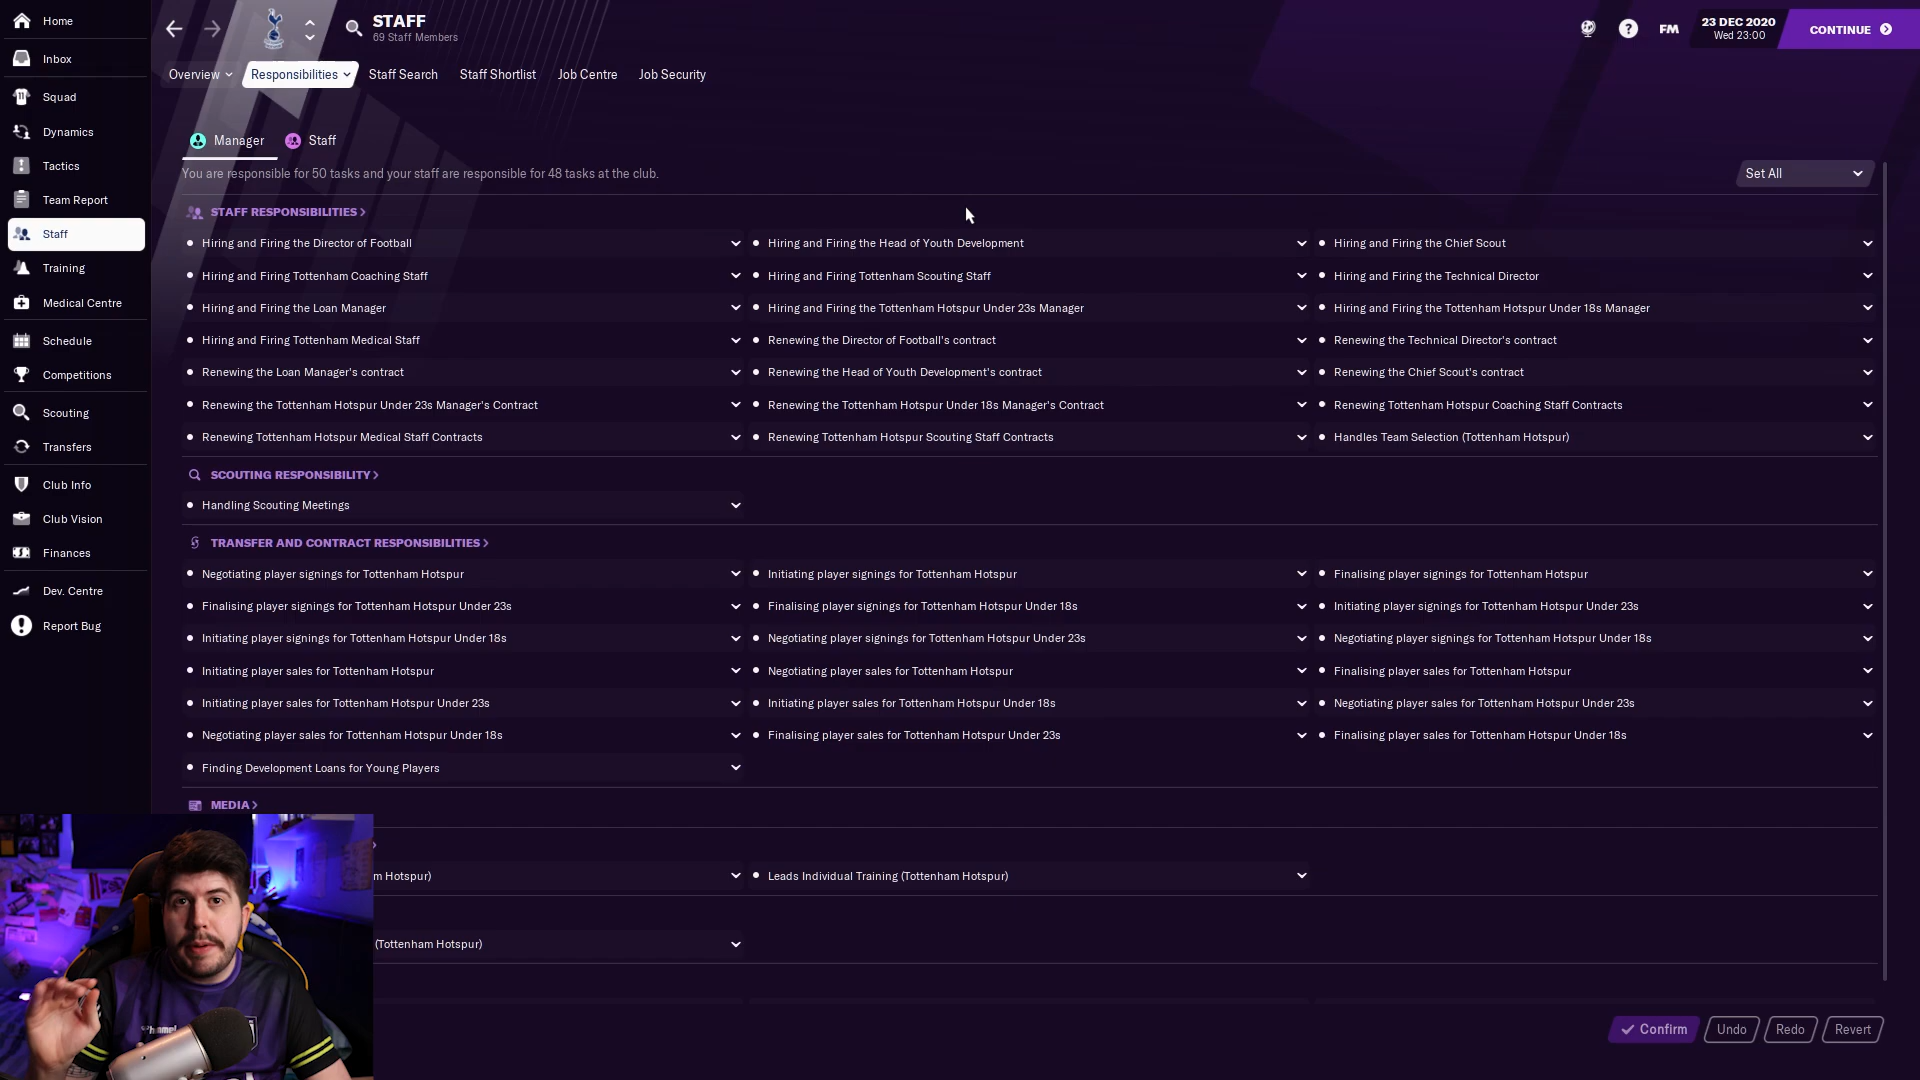 Home
Inbox
Squad
Dynamics
Tactics
Team Report
Staff
Training
Medical Centre
Schedule
Competitions
Scouting
Transfers
Club Info
Club Vision
Finances
Dev. Centre
Report Bug
STAFF
69 Staff Members
FM
23 DEC 2020
Wed 23:00
CONTINUE
Overview Responsibilities Staff Search Staff Shortlist Job Centre Job Security
Manager Staff
You are responsible for 50 tasks and your staff are responsible for 48 tasks at the club.
Set All
STAFF RESPONSIBILITIES
Hiring and Firing the Director of Football
Hiring and Firing the Head of Youth Development
Hiring and Firing the Chief Scout
Hiring and Firing Tottenham Coaching Staff
Hiring and Firing Tottenham Scouting Staff
Hiring and Firing the Technical Director
Hiring and Firing the Loan Manager
Hiring and Firing the Tottenham Hotspur Under 23s Manager
Hiring and Firing the Tottenham Hotspur Under 18s Manager
Hiring and Firing Tottenham Medical Staff
Renewing the Director of Football's contract
Renewing the Technical Director's contract
Renewing the Loan Manager's contract
Renewing the Head of Youth Development's contract
Renewing the Chief Scout's contract
Renewing the Tottenham Hotspur Under 23s Manager's Contract
Renewing the Tottenham Hotspur Under 18s Manager's Contract
Renewing Tottenham Hotspur Coaching Staff Contracts
Renewing Tottenham Hotspur Medical Staff Contracts
Renewing Tottenham Hotspur Scouting Staff Contracts
Handles Team Selection (Tottenham Hotspur)
SCOUTING RESPONSIBILITY
Handling Scouting Meetings
TRANSFER AND CONTRACT RESPONSIBILITIES
Negotiating player signings for Tottenham Hotspur
Initiating player signings for Tottenham Hotspur
Finalising player signings for Tottenham Hotspur
Finalising player signings for Tottenham Hotspur Under 23s
Finalising player signings for Tottenham Hotspur Under 18s
Initiating player signings for Tottenham Hotspur Under 23s
Initiating player signings for Tottenham Hotspur Under 18s
Negotiating player signings for Tottenham Hotspur Under 23s
Negotiating player signings for Tottenham Hotspur Under 18s
Initiating player sales for Tottenham Hotspur
Negotiating player sales for Tottenham Hotspur
Finalising player sales for Tottenham Hotspur
Initiating player sales for Tottenham Hotspur Under 23s
Initiating player sales for Tottenham Hotspur Under 18s
Negotiating player sales for Tottenham Hotspur Under 23s
Negotiating player sales for Tottenham Hotspur Under 18s
Finalising player sales for Tottenham Hotspur Under 23s
Finalising player sales for Tottenham Hotspur Under 18s
Finding Development Loans for Young Players
MEDIA
m Hotspur)
Leads Individual Training (Tottenham Hotspur)
(Tottenham Hotspur)
hummel
Confirm Undo Redo Revert